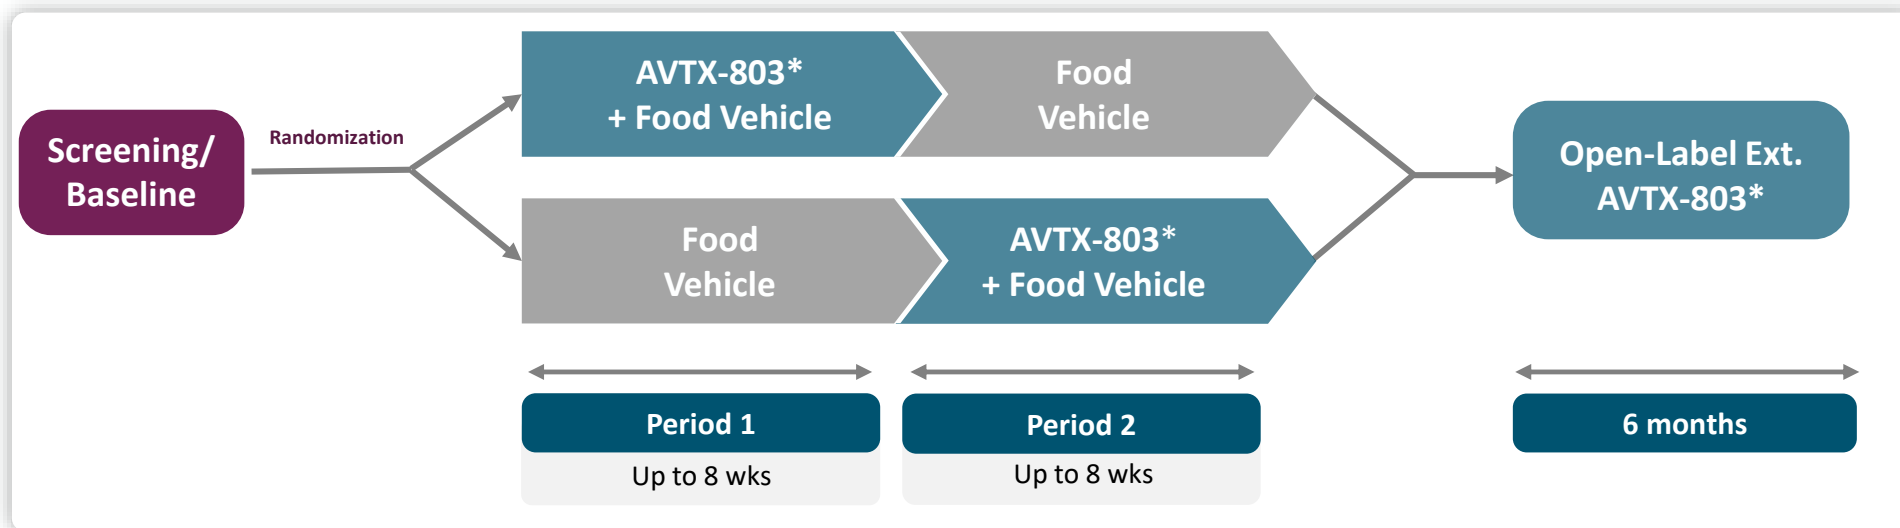 Screening/
Baseline
Randomization
AVTX-803*
+ Food Vehicle
Food
Vehicle
Food
Vehicle
AVTX-803*
+ Food Vehicle
Open-Label Ext.
AVTX-803*
Period 1
Up to 8 wks
Period 2
Up to 8 wks
6 months